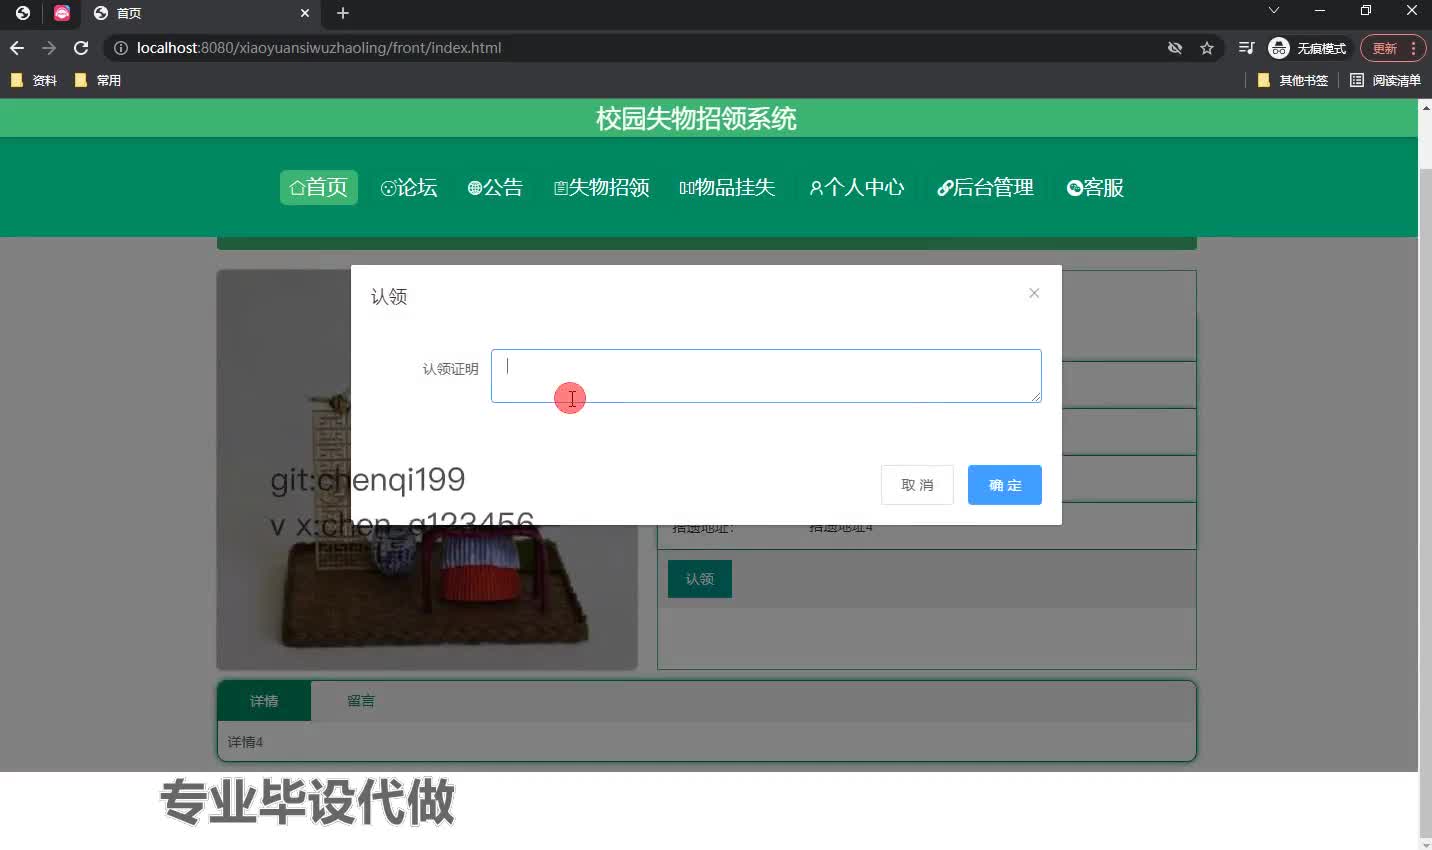 首页
localhost:8080/xiaoyuansiwuzhaoling/front/index.html
无痕模式
更新
资料
常用
其他书签
阅读清单
校园失物招领系统
首页
论坛
公告
失物招领
物品挂失
个人中心
后台管理
客服
认领
认领证明
git:chenqi199
取消
确定
v x:chen_q123456
拾遗地址:
拾遗地址4
认领
详情
留言
详情4
专业毕设代做